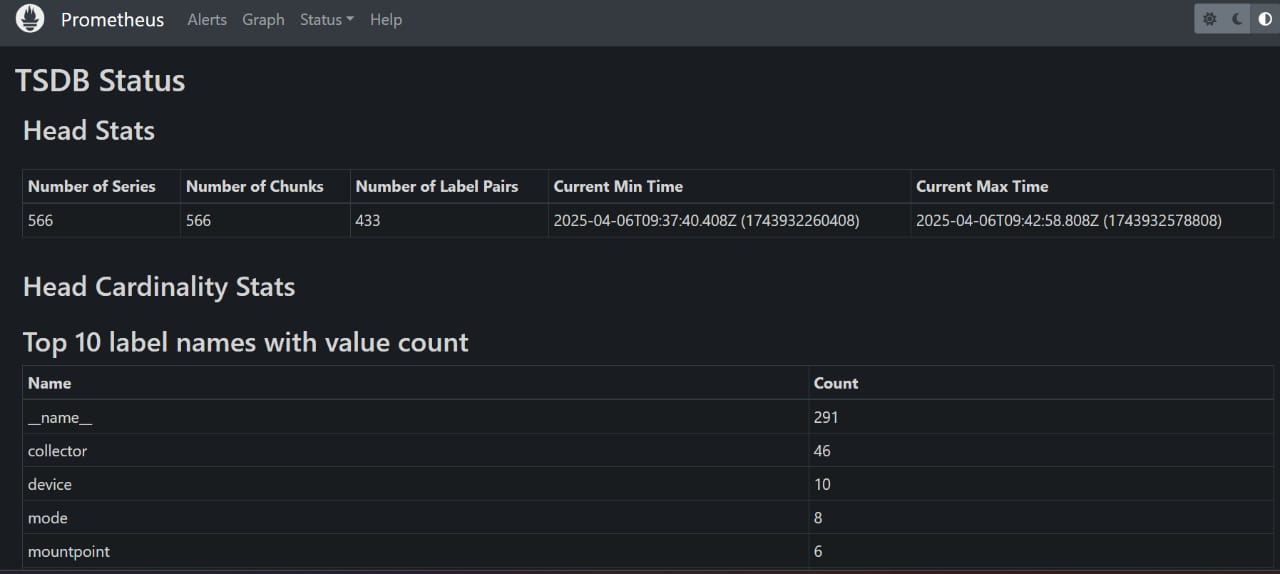 Prometheus Alerts Graph Status Help
TSDB Status
Head Stats
Number of Series Number of Chunks Number of Label Pairs Current Min Time Current Max Time
566 566 433 2025-04-06T09:37:40.408Z (1743932260408) 2025-04-06T09:42:58.808Z (1743932578808)
Head Cardinality Stats
Top 10 label names with value count
Name Count
__name__ 291
collector 46
device 10
mode 8
mountpoint 6